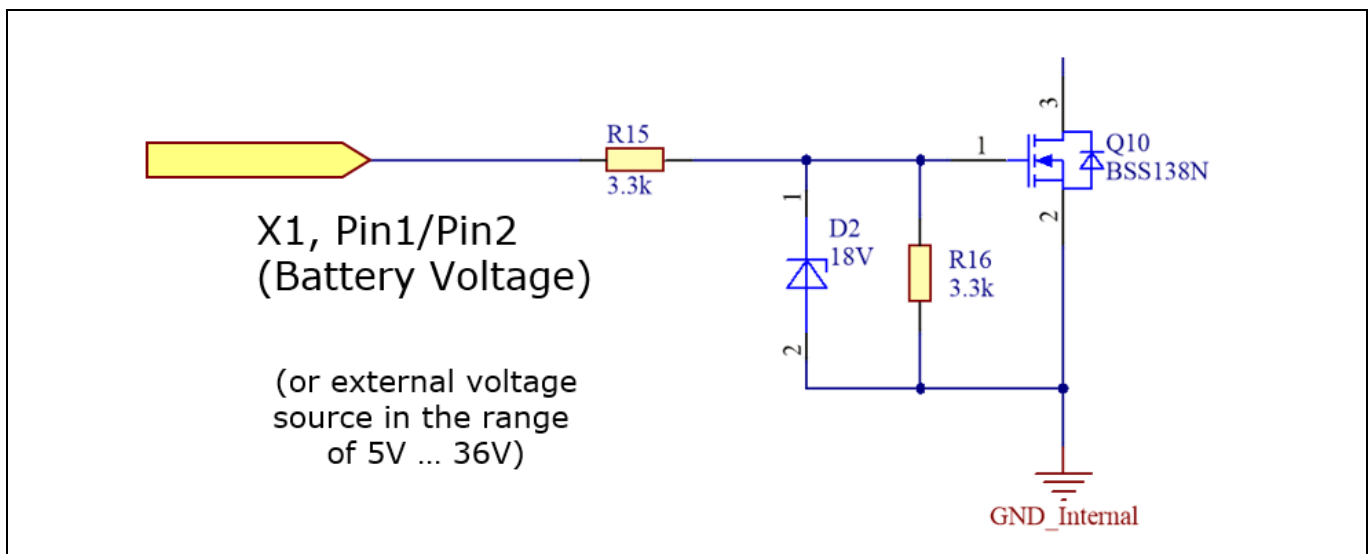 R15
3.3k
X1, Pin1/Pin2
(Battery Voltage)
(or external voltage
source in the range
of 5V ... 36V)
1
D2
18V
2
R16
3.3k
1
3
Q10
BSS138N
2
GND_Internal